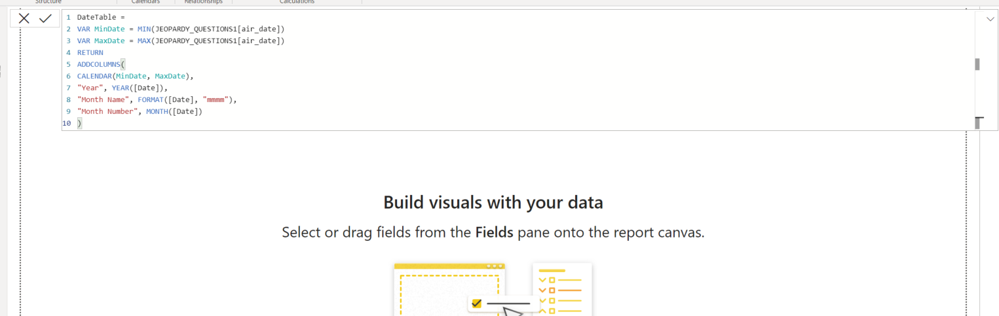 Structure Calendars Relationships Calculations
1 DateTable =
2 VAR MinDate = MIN(JEOPARDY_QUESTIONS1[air_date])
3 VAR MaxDate = MAX(JEOPARDY_QUESTIONS1[air_date])
4 RETURN
5 ADDCOLUMNS(
6 CALENDAR(MinDate, MaxDate),
7 "Year", YEAR([Date]),
8 "Month Name", FORMAT([Date], "mmmm"),
9 "Month Number", MONTH([Date])
10 )
Build visuals with your data
Select or drag fields from the Fields pane onto the report canvas.